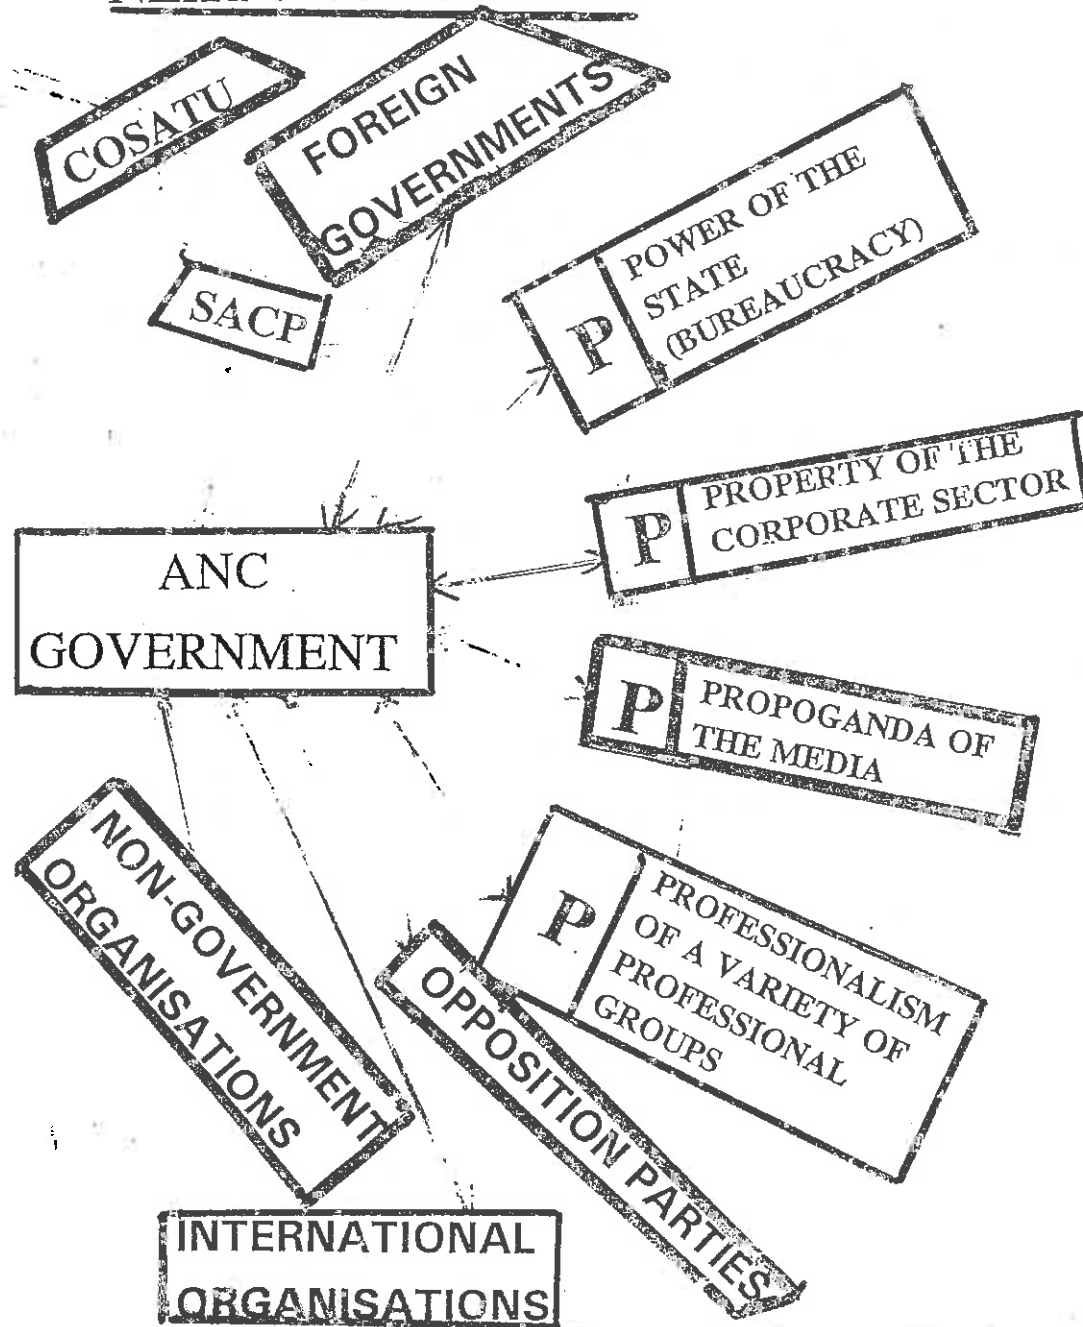 COSATU
FOREIGN
GOVERNMENTS
SACP
P
POWER OF THE
STATE
(BUREAUCRACY)
P
PROPERTY OF THE
CORPORATE SECTOR
ANC
GOVERNMENT
P
PROPOGANDA OF
THE MEDIA
P
PROFESSIONALISM
OF A VARIETY OF
PROFESSIONAL
GROUPS
NON-GOVERNMENT
ORGANISATIONS
OPPOSITION PARTIES
INTERNATIONAL
ORGANISATIONS